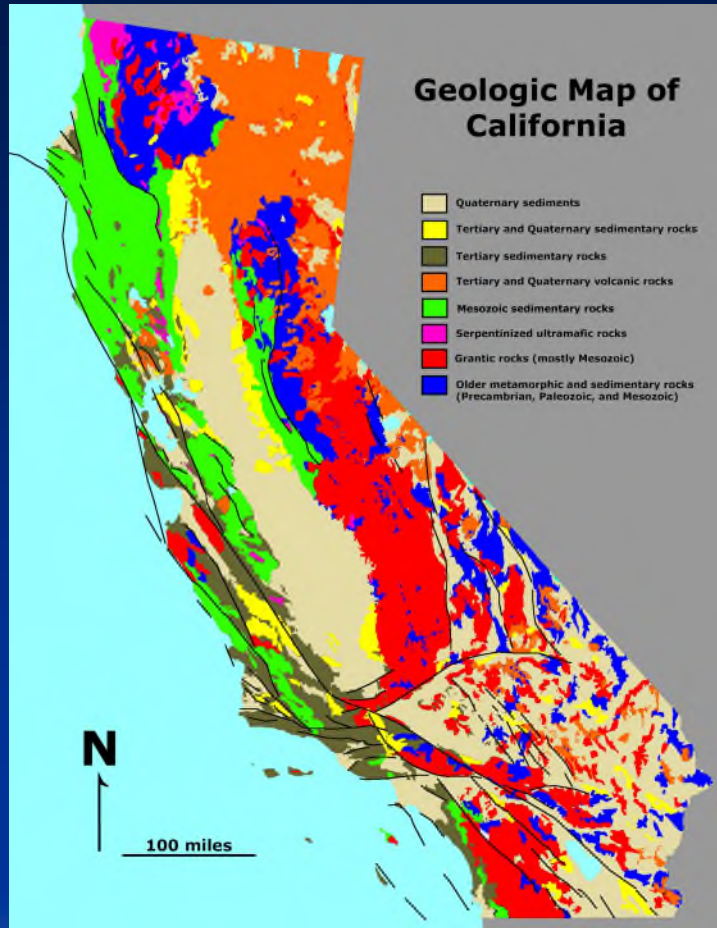 Geologic Map of
California
Quaternary sediments
Tertiary and Quaternary sedimentary rocks
Tertiary sedimentary rocks
Tertiary and Quaternary volcanic rocks
Mesozoic sedimentary rocks
Serpentinized ultramafic rocks
Grantic rocks (mostly Mesozoic)
Older metamorphic and sedimentary rocks
(Precambrian, Paleozoic, and Mesozoic)
N
100 miles